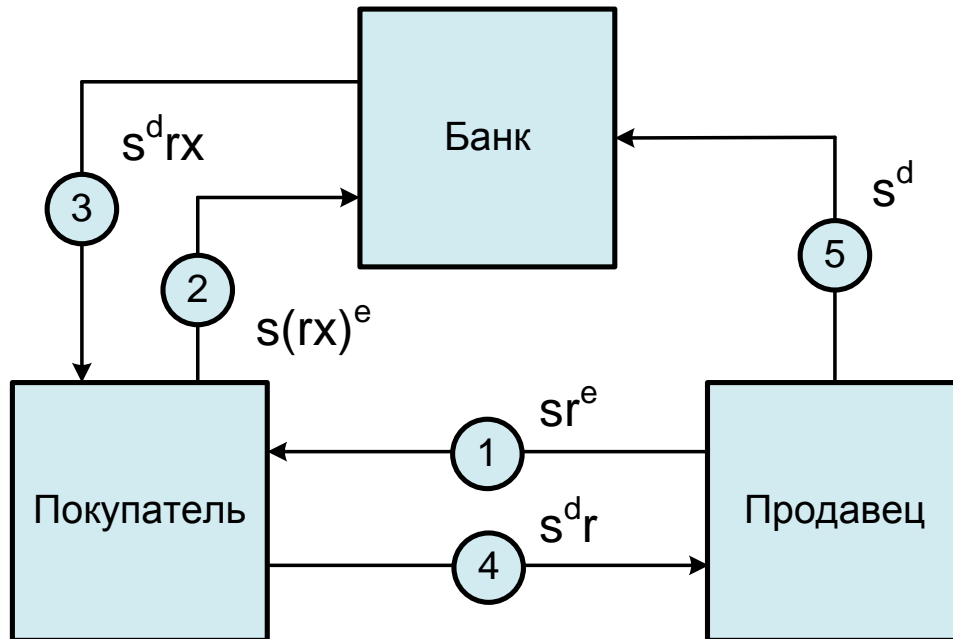 Банк
s^d rx
3
2
s(rx)^e
s^d
5
sr^e
1
Покупатель
Продавец
s^d r
4